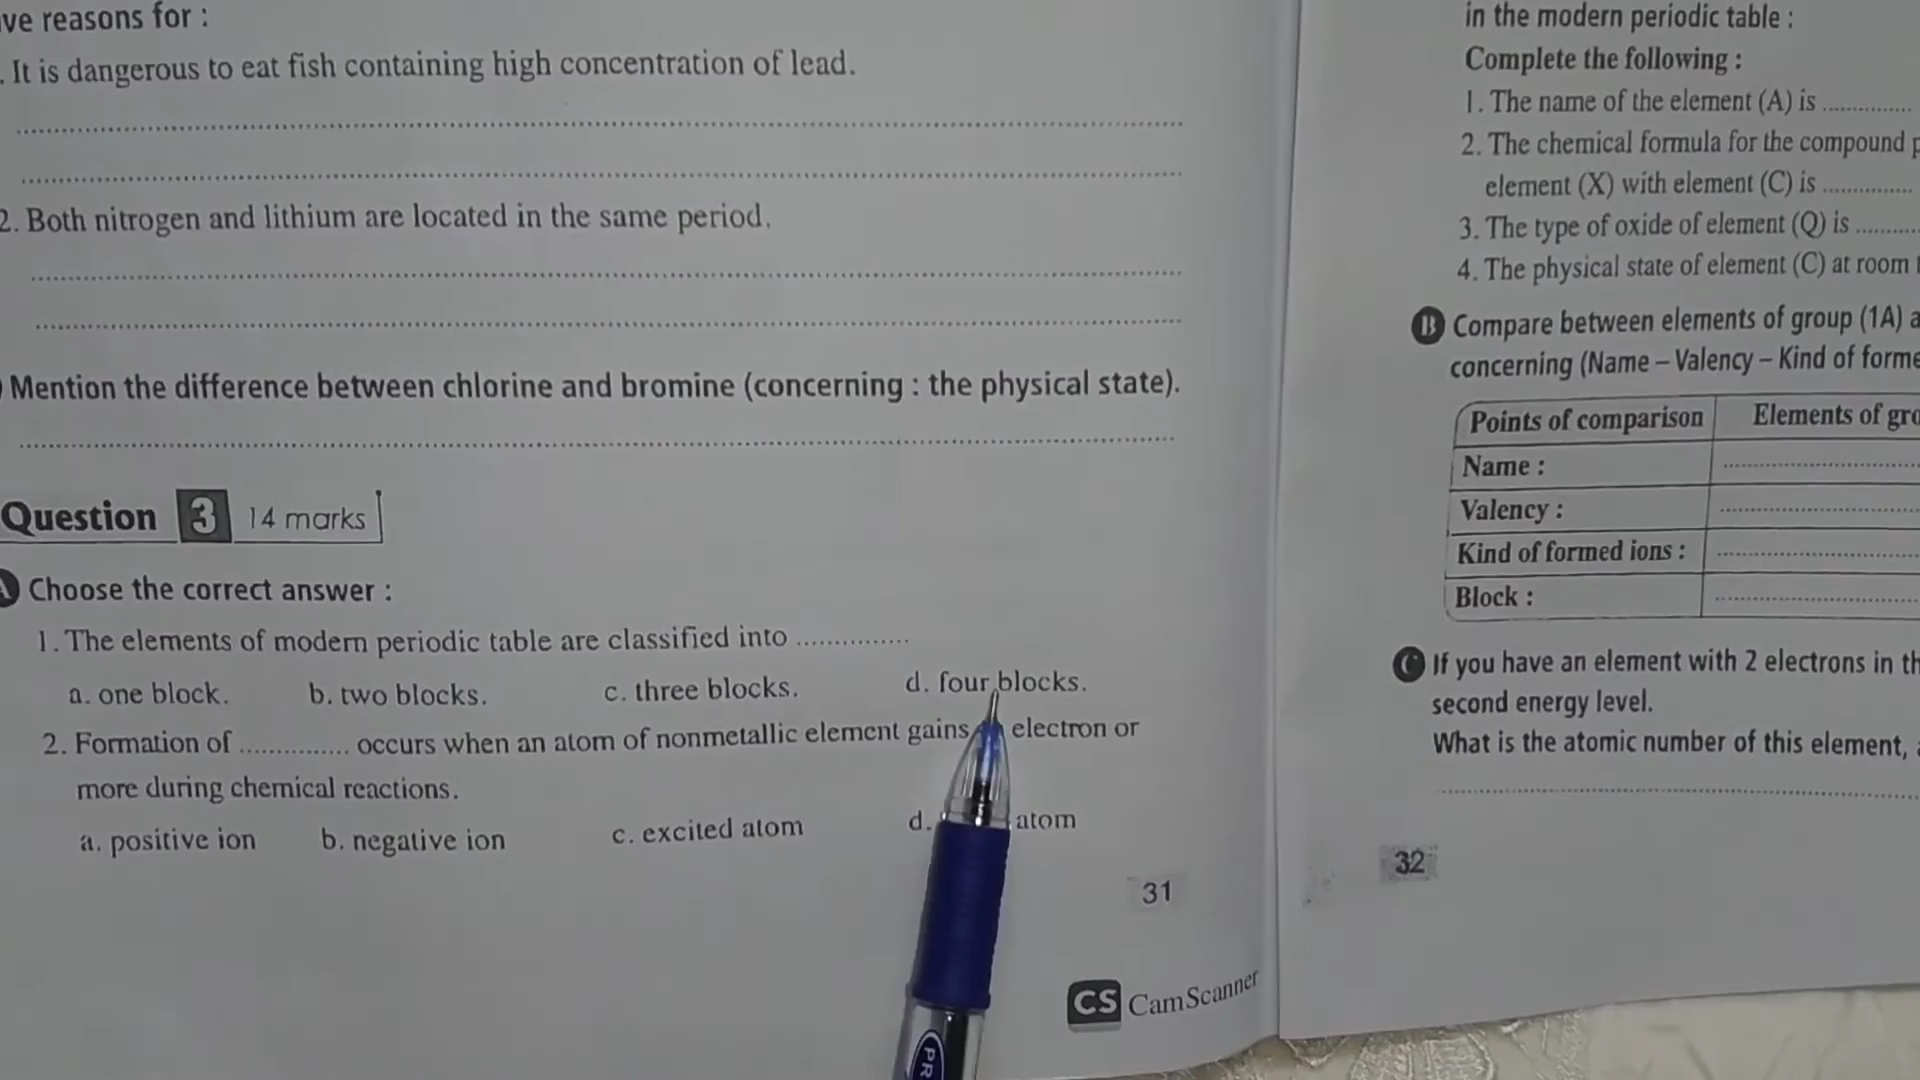 ve reasons for :
. It is dangerous to eat fish containing high concentration of lead.
2. Both nitrogen and lithium are located in the same period.
Mention the difference between chlorine and bromine (concerning : the physical state).
Question 3 14 marks
A Choose the correct answer :
1. The elements of modern periodic table are classified into ..............
a. one block. b. two blocks. c. three blocks. d. four blocks.
2. Formation of .............. occurs when an atom of nonmetallic element gains electron or
more during chemical reactions.
a. positive ion b. negative ion c. excited atom d. atom
31
CS CamScanner
in the modern periodic table :
Complete the following :
1. The name of the element (A) is ..............
2. The chemical formula for the compound p
element (X) with element (C) is ..............
3. The type of oxide of element (Q) is ..........
4. The physical state of element (C) at room
B Compare between elements of group (1A) a
concerning (Name – Valency – Kind of forme
Points of comparison Elements of gro
Name :
Valency :
Kind of formed ions :
Block :
C If you have an element with 2 electrons in th
second energy level.
What is the atomic number of this element,
32
PR